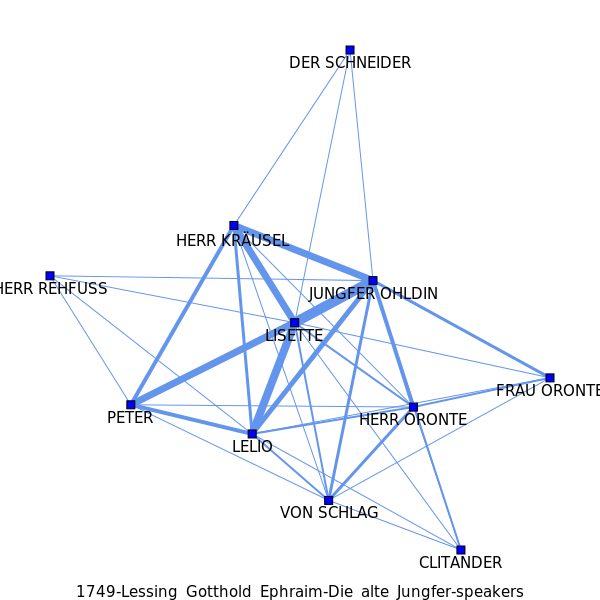 DER SCHNEIDER
HERR KRÄUSEL
HERR REHFUSS
JUNGFER OHLDIN
LISETTE
FRAU ORONTE
PETER
HERR ORONTE
LELIO
VON SCHLAG
CLITANDER
1749-Lessing Gotthold Ephraim-Die alte Jungfer-speakers